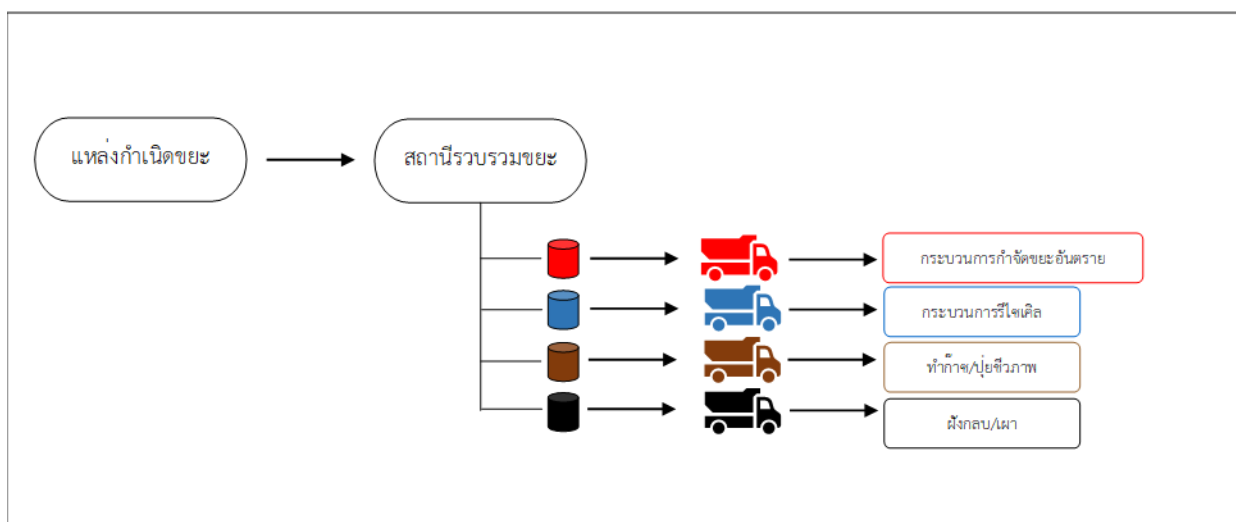 แหล่งกำเนิดขยะ
สถานีรวบรวมขยะ
กระบวนการกำจัดขยะอันตราย
กระบวนการรีไซเคิล
ทำก๊าซ/ปุ๋ยชีวภาพ
ฝังกลบ/เผา